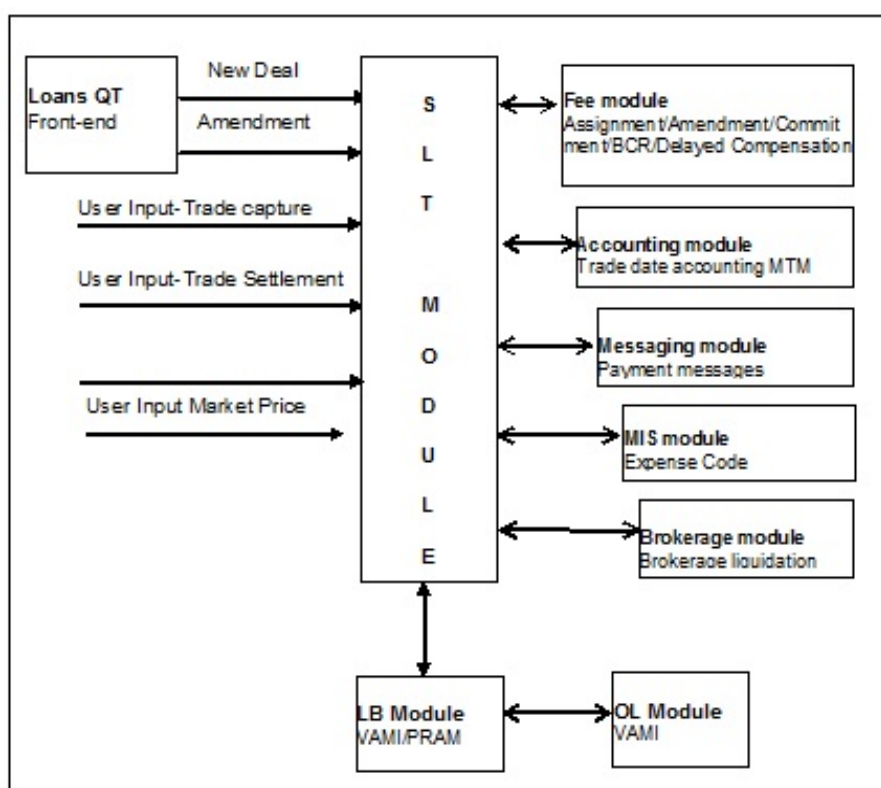 New Deal
Loans QT
Front-end
Amendment
User Input-Trade capture
User Input-Trade Settlement
User Input Market Price
S
L
T
M
O
D
U
L
E
Fee module
Assignment/Amendment/Commit
ment/BCR/Delayed Compensation
Accounting module
Trade date accounting MTM
Messaging module
Payment messages
MIS module
Expense Code
Brokerage module
Brokerage liquidation
LB Module
VAMI/PRAM
OL Module
VAMI